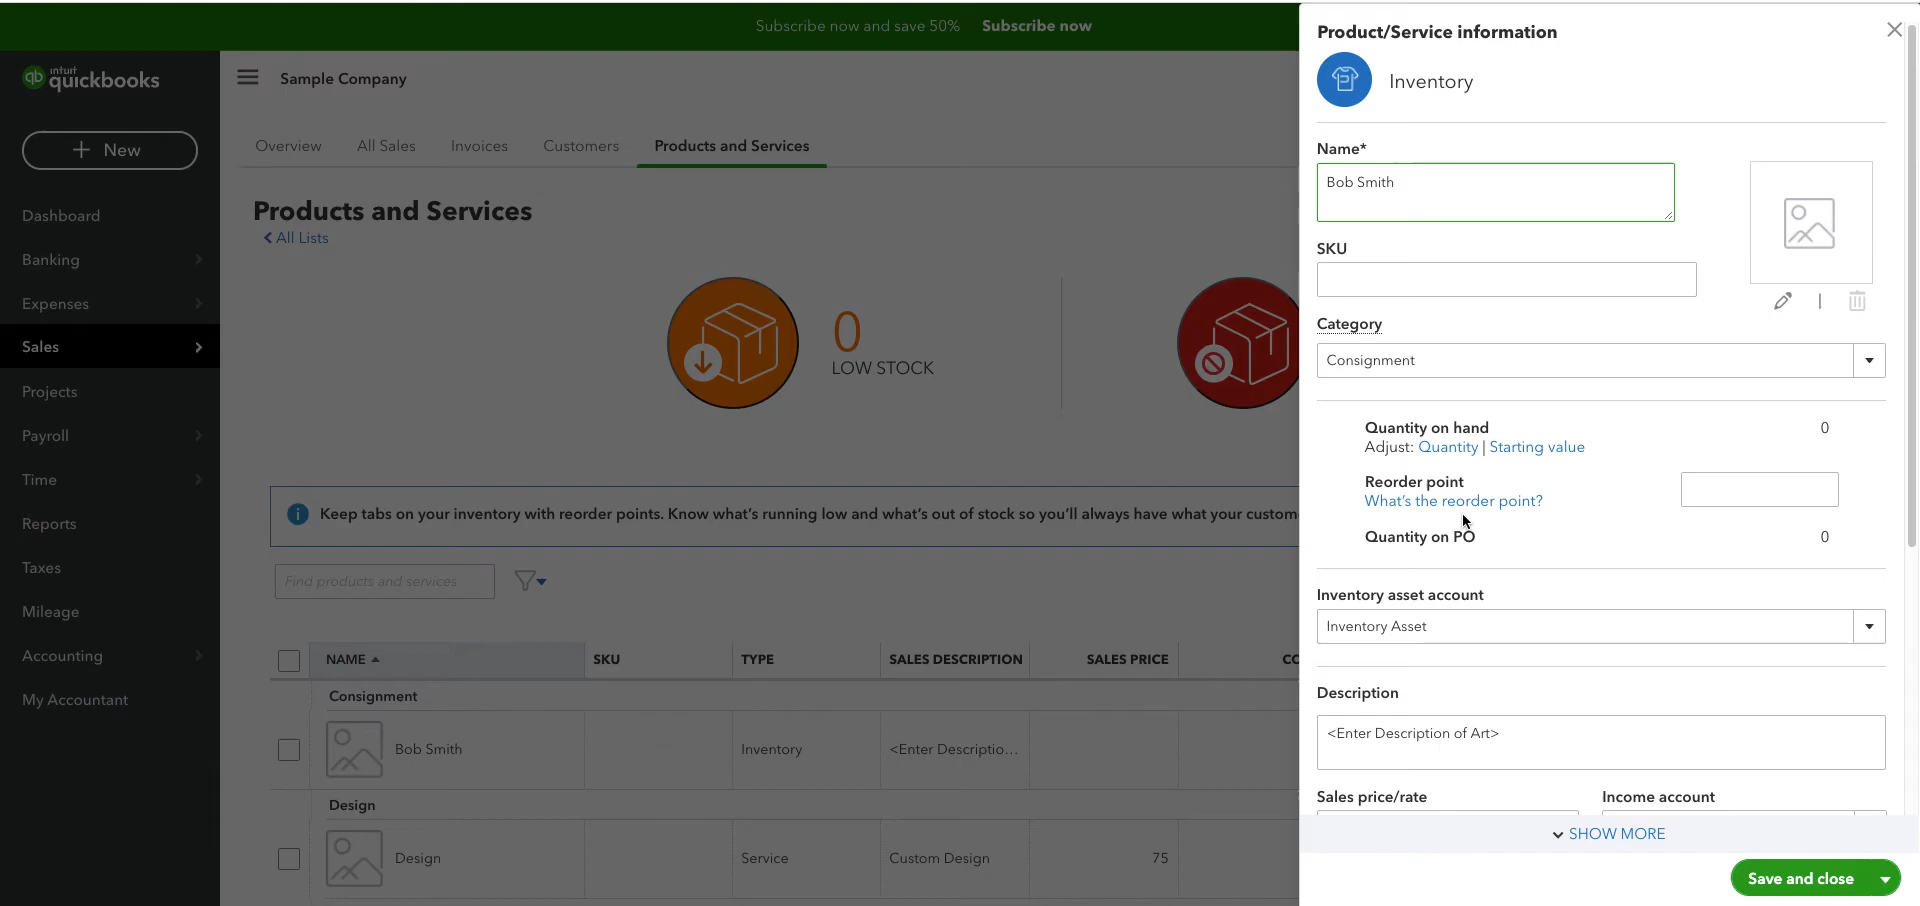 Subscribe now and save 50% Subscribe now
intuit quickbooks
Sample Company
New
Dashboard
Banking
Expenses
Sales
Projects
Payroll
Time
Reports
Taxes
Mileage
Accounting
My Accountant
Overview All Sales Invoices Customers Products and Services
Products and Services
All Lists
0
LOW STOCK
Keep tabs on your inventory with reorder points. Know what's running low and what's out of stock so you'll always have what your custome
Find products and services
NAME SKU TYPE SALES DESCRIPTION SALES PRICE CO
Consignment
Bob Smith Inventory <Enter Descriptio...
Design
Design Service Custom Design 75
Product/Service information
Inventory
Name*
Bob Smith
SKU
Category
Consignment
Quantity on hand 0
Adjust: Quantity | Starting value
Reorder point
What's the reorder point?
Quantity on PO 0
Inventory asset account
Inventory Asset
Description
<Enter Description of Art>
Sales price/rate Income account
SHOW MORE
Save and close